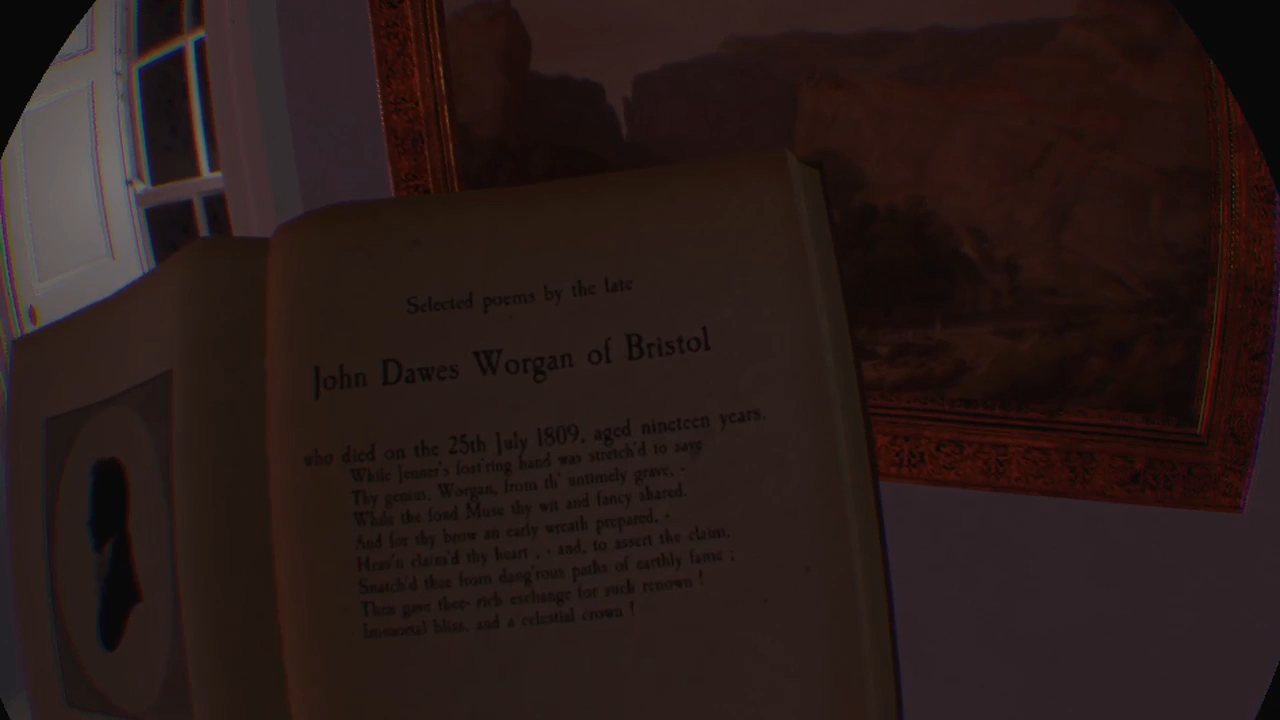 Selected poems by the late
John Dawes Worgan of Bristol
who died on the 25th July 1809, aged nineteen years.
While Jenner's fost'ring hand was stretch'd to save
Thy genius, Worgan, from th' untimely grave, -
While the fond Muse thy wit and fancy shared.
And for thy brow an early wreath prepared, -
Heav'n claim'd thy heart , - and, to assert the claim,
Snatch'd thee from dang'rous paths of earthly fame ;
Then gave thee- rich exchange for such renown !
Immortal bliss, and a celestial crown !